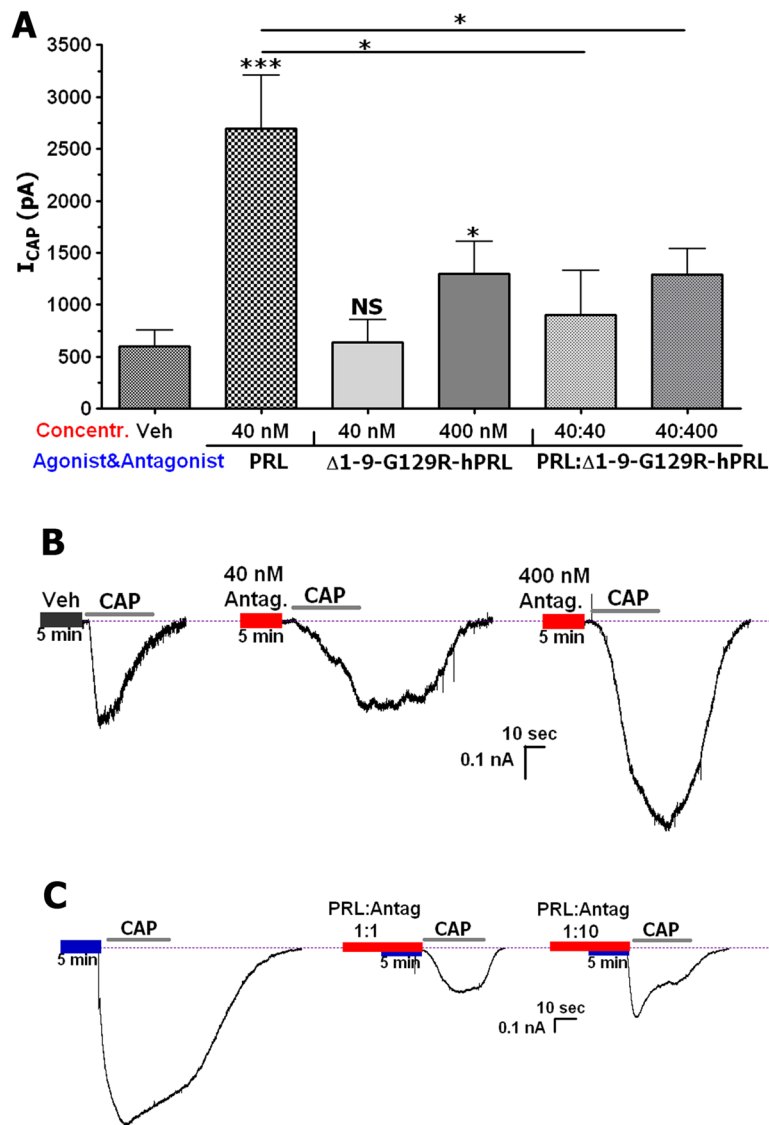 A
*
*
3500
3000
2500
2000
1500
1000
500
0
I_CAP (pA)
***
NS
*
Concentr. Veh 40 nM 40 nM 400 nM 40:40 40:400
Agonist&Antagonist PRL Δ1-9-G129R-hPRL PRL:Δ1-9-G129R-hPRL
B
Veh
5 min
CAP
40 nM
Antag.
5 min
CAP
400 nM
Antag.
5 min
CAP
10 sec
0.1 nA
C
5 min
CAP
PRL:Antag
1:1
5 min
CAP
PRL:Antag
1:10
5 min
CAP
10 sec
0.1 nA